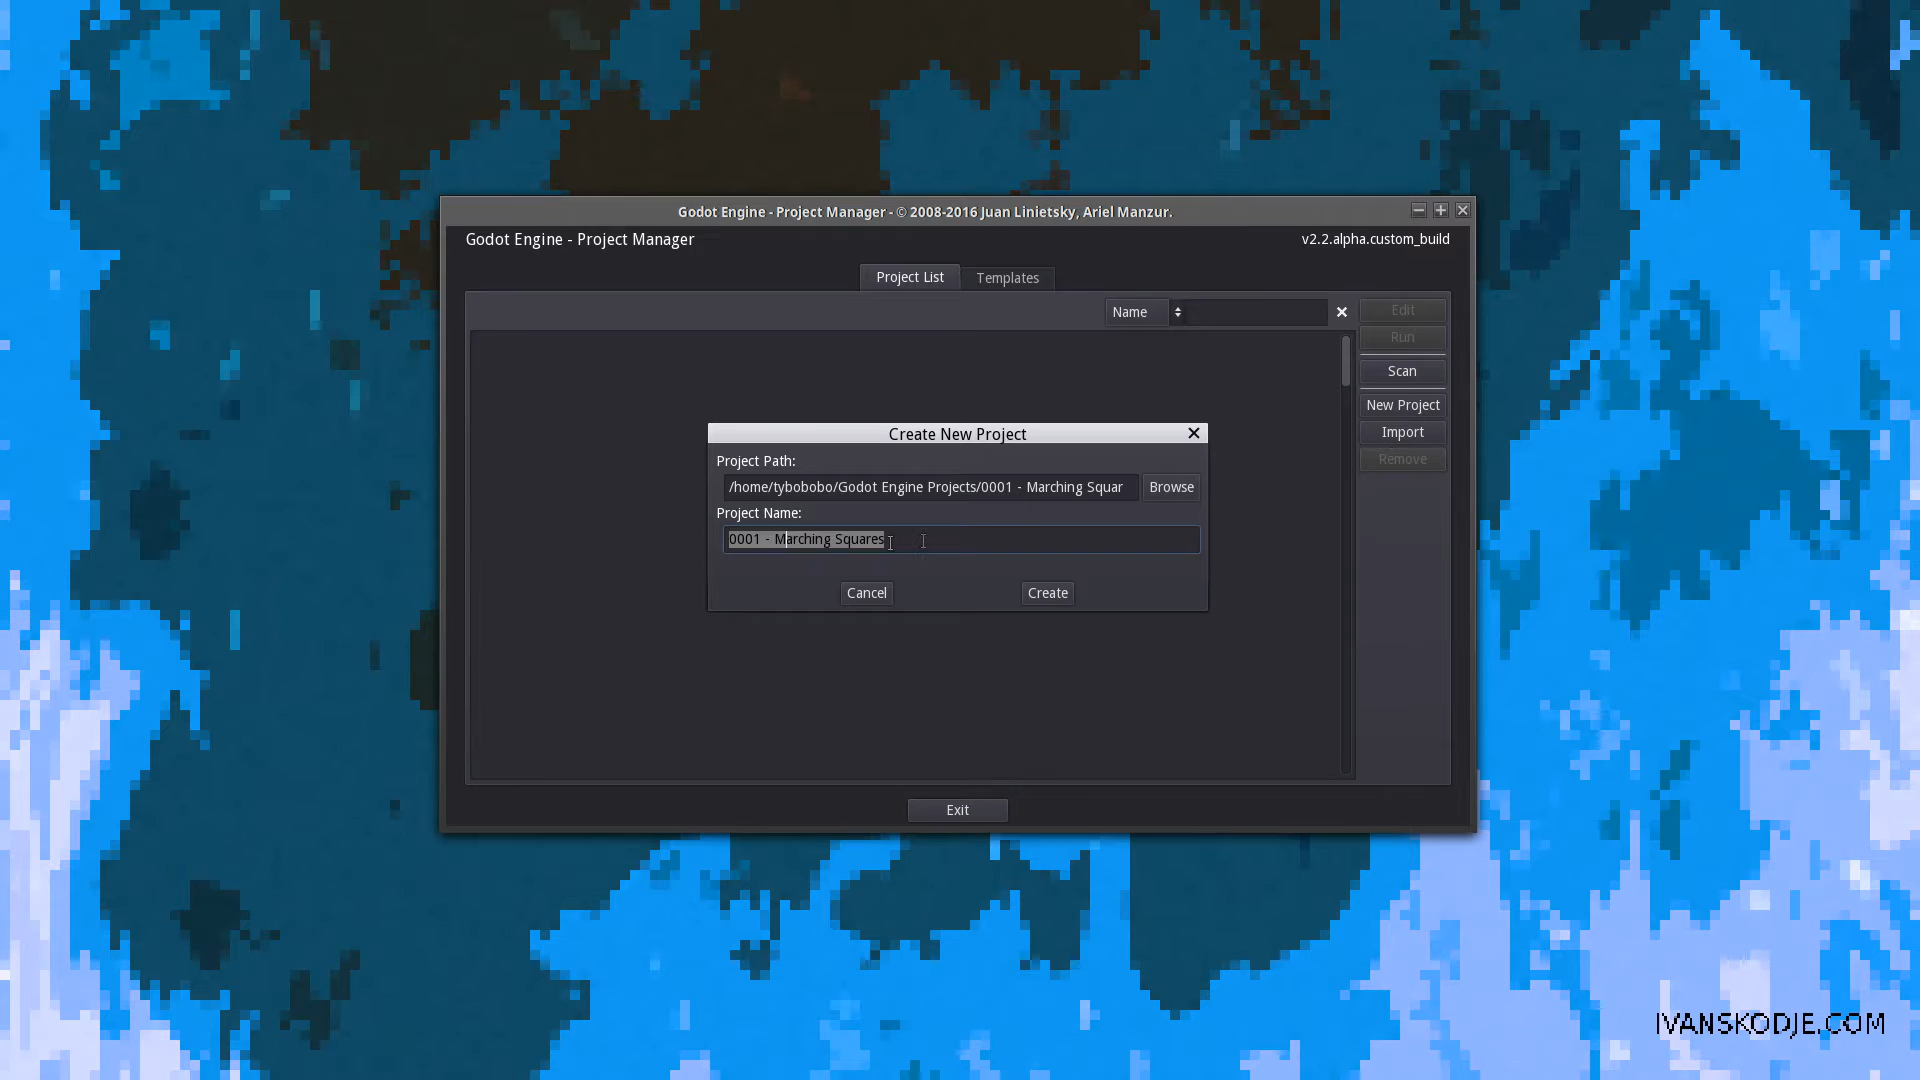 Godot Engine - Project Manager - © 2008-2016 Juan Linietsky, Ariel Manzur.
Godot Engine - Project Manager
v2.2.alpha.custom_build
Project List
Templates
Name
Edit
Run
Scan
New Project
Import
Remove
Create New Project
Project Path:
/home/tybobobo/Godot Engine Projects/0001 - Marching Squar
Browse
Project Name:
0001 - Marching Squares
Cancel
Create
Exit
IVANSKODJE.COM